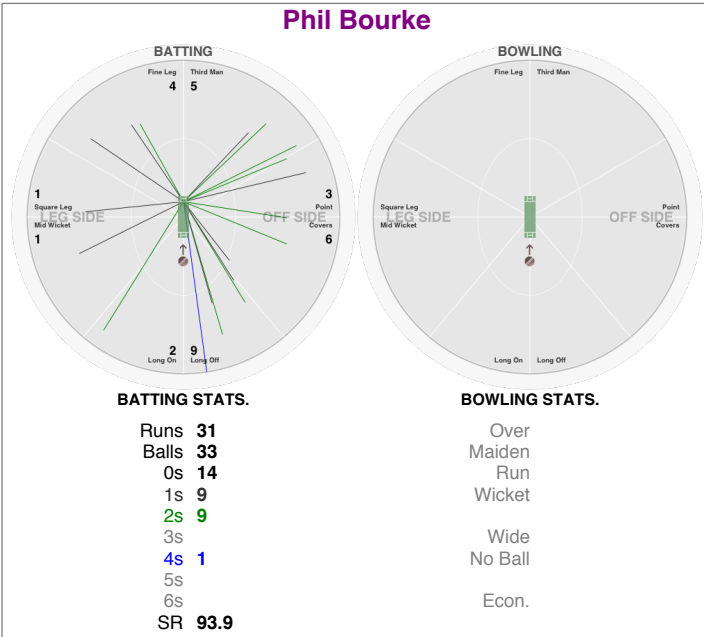 Phil Bourke
BATTING
Fine Leg Third Man
4 5
1
Square Leg
LEG SIDE
Mid Wicket
1
3
Point
OFF SIDE
Covers
6
2 9
Long On Long Off
BOWLING
Fine Leg Third Man
Square Leg
LEG SIDE
Mid Wicket
Point
OFF SIDE
Covers
Long On Long Off
BATTING STATS.
Runs 31
Balls 33
0s 14
1s 9
2s 9
3s
4s 1
5s
6s
SR 93.9
BOWLING STATS.
Over
Maiden
Run
Wicket
Wide
No Ball
Econ.